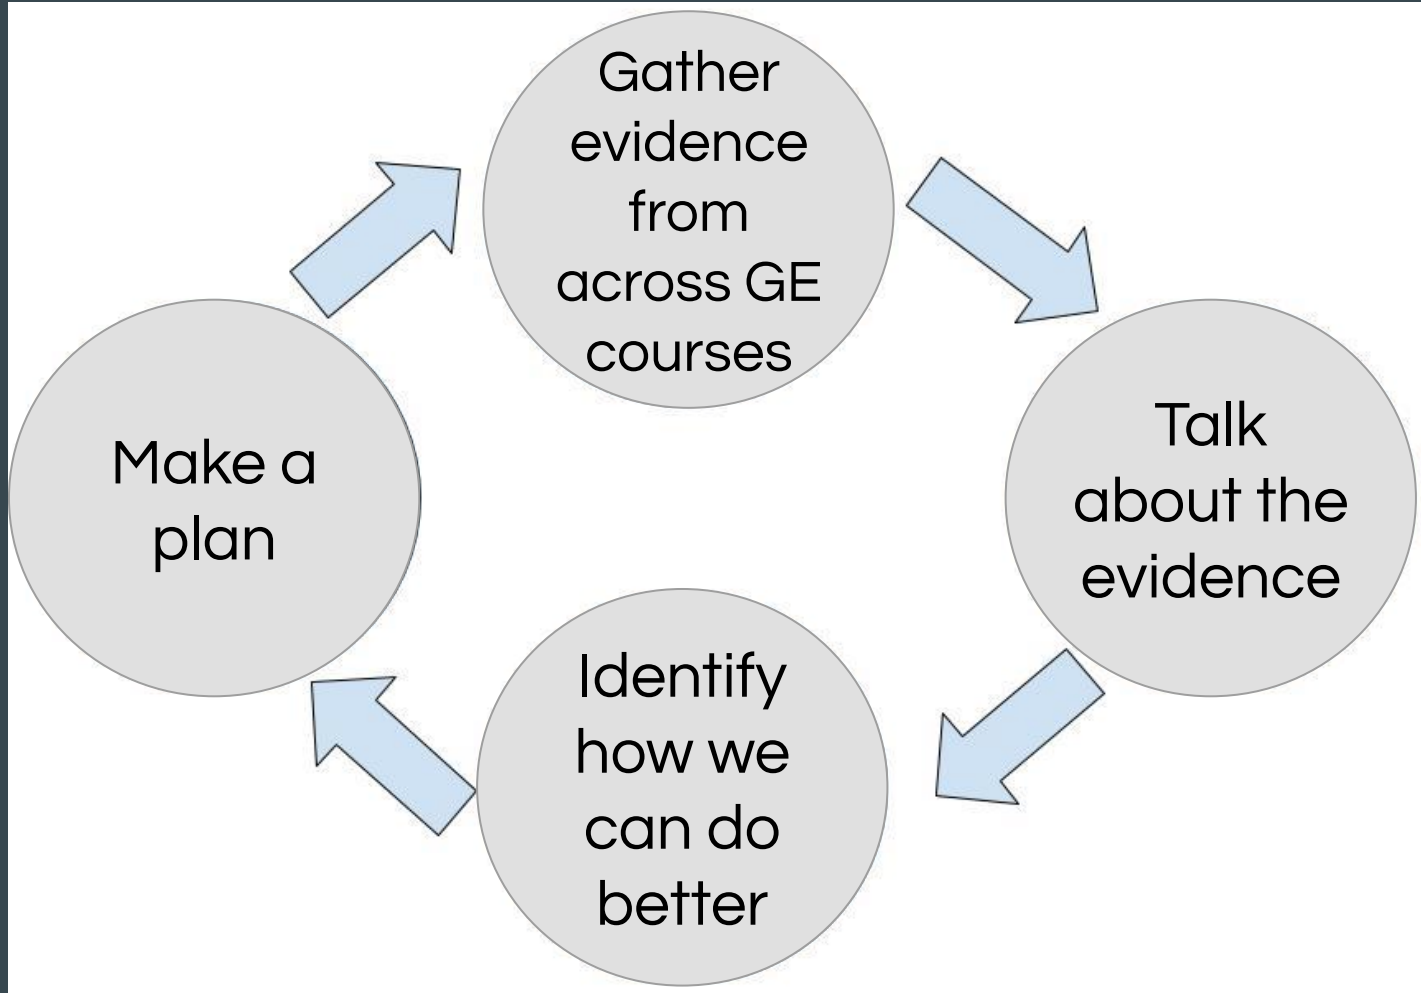 Gather
evidence
from
across GE
courses
Talk
about the
evidence
Identify
how we
can do
better
Make a
plan